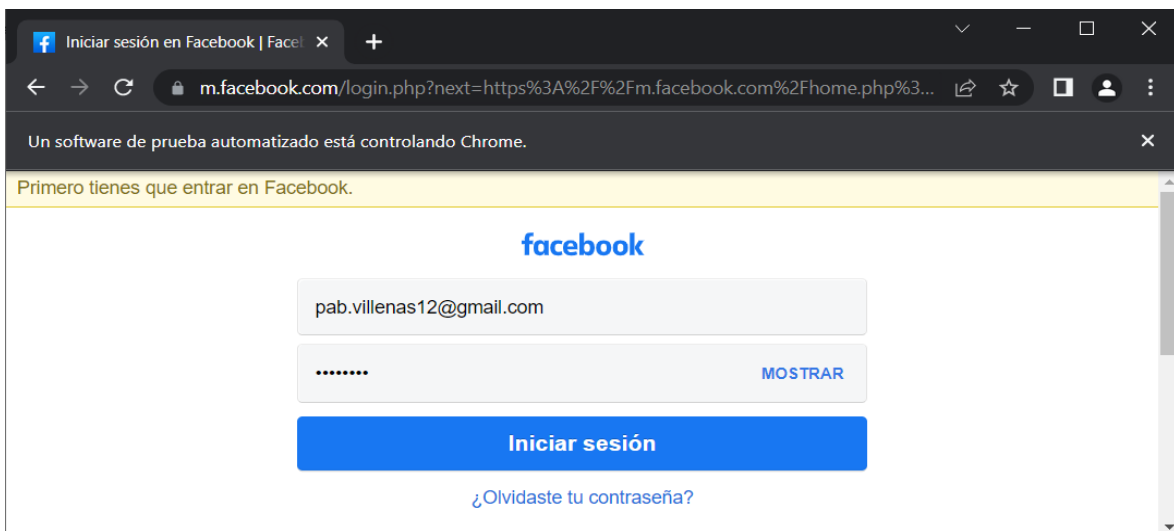 Iniciar sesión en Facebook | Face
m.facebook.com/login.php?next=https%3A%2F%2Fm.facebook.com%2Fhome.php%3...
Un software de prueba automatizado está controlando Chrome.
Primero tienes que entrar en Facebook.
facebook
pab.villenas12@gmail.com
•••••••• MOSTRAR
Iniciar sesión
¿Olvidaste tu contraseña?